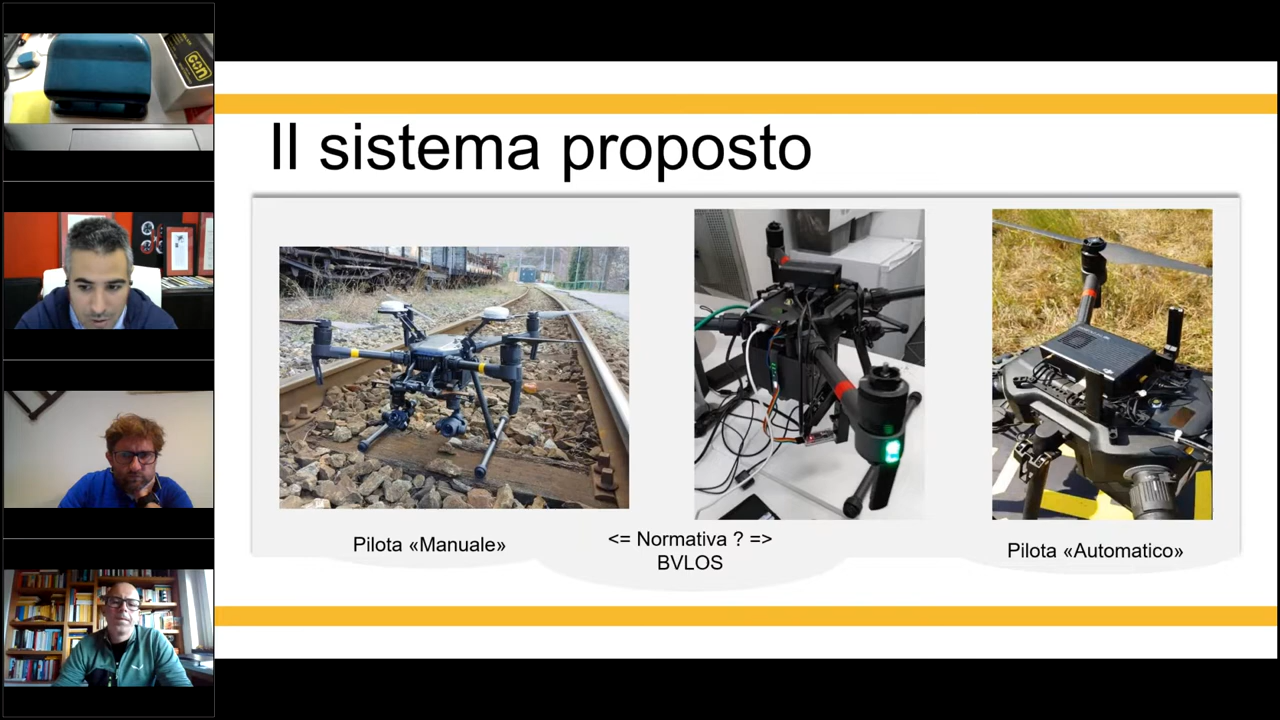 Il sistema proposto
Pilota «Manuale»
<= Normativa ? =>
BVLOS
Pilota «Automatico»